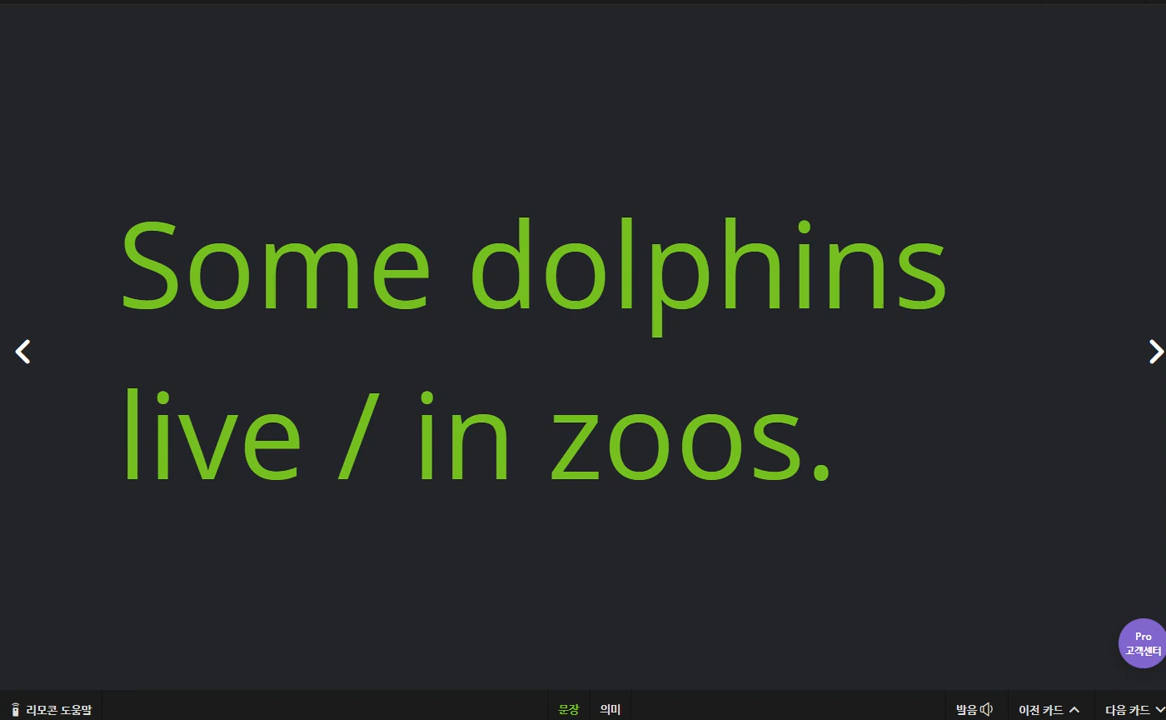 Some dolphins
live / in zoos.
Pro
고객센터
리모콘 도움말
문장
의미
발음
이전 카드
다음 카드